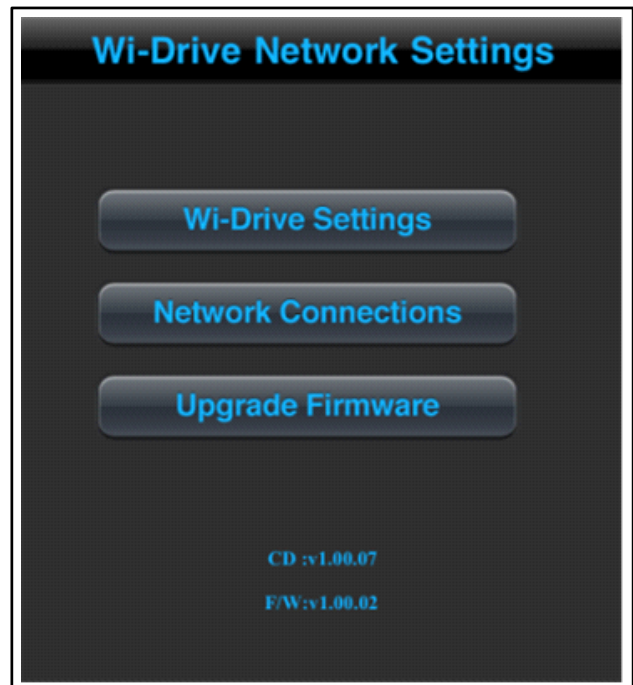 Wi-Drive Network Settings
Wi-Drive Settings
Network Connections
Upgrade Firmware
CD :v1.00.07
F/W:v1.00.02